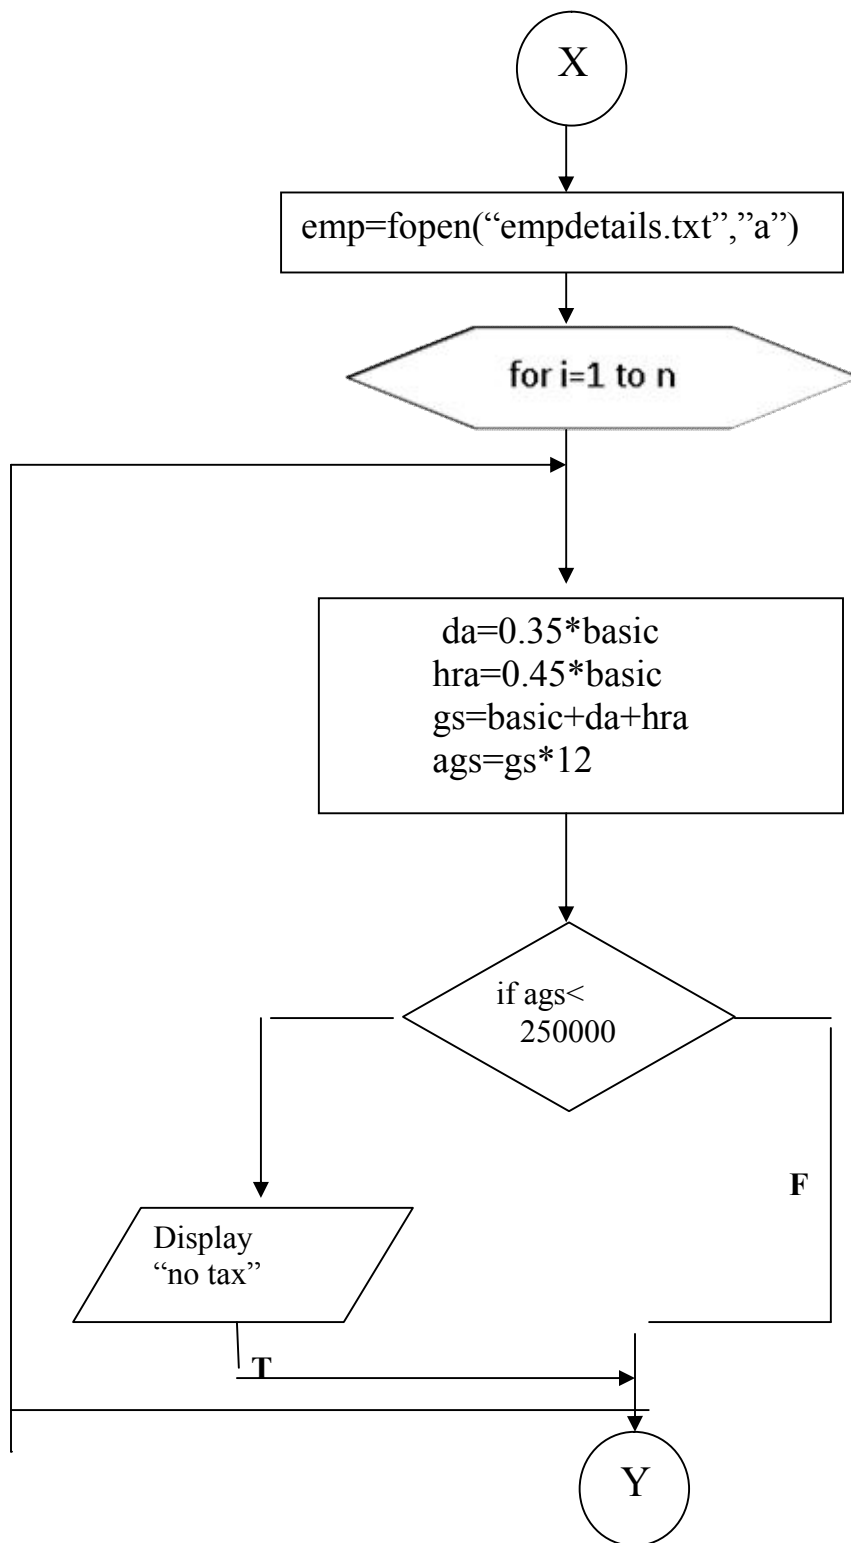 X
emp=fopen(“empdetails.txt”,”a”)
for i=1 to n
da=0.35*basic
hra=0.45*basic
gs=basic+da+hra
ags=gs*12
if ags<
250000
F
Display
“no tax”
T
Y